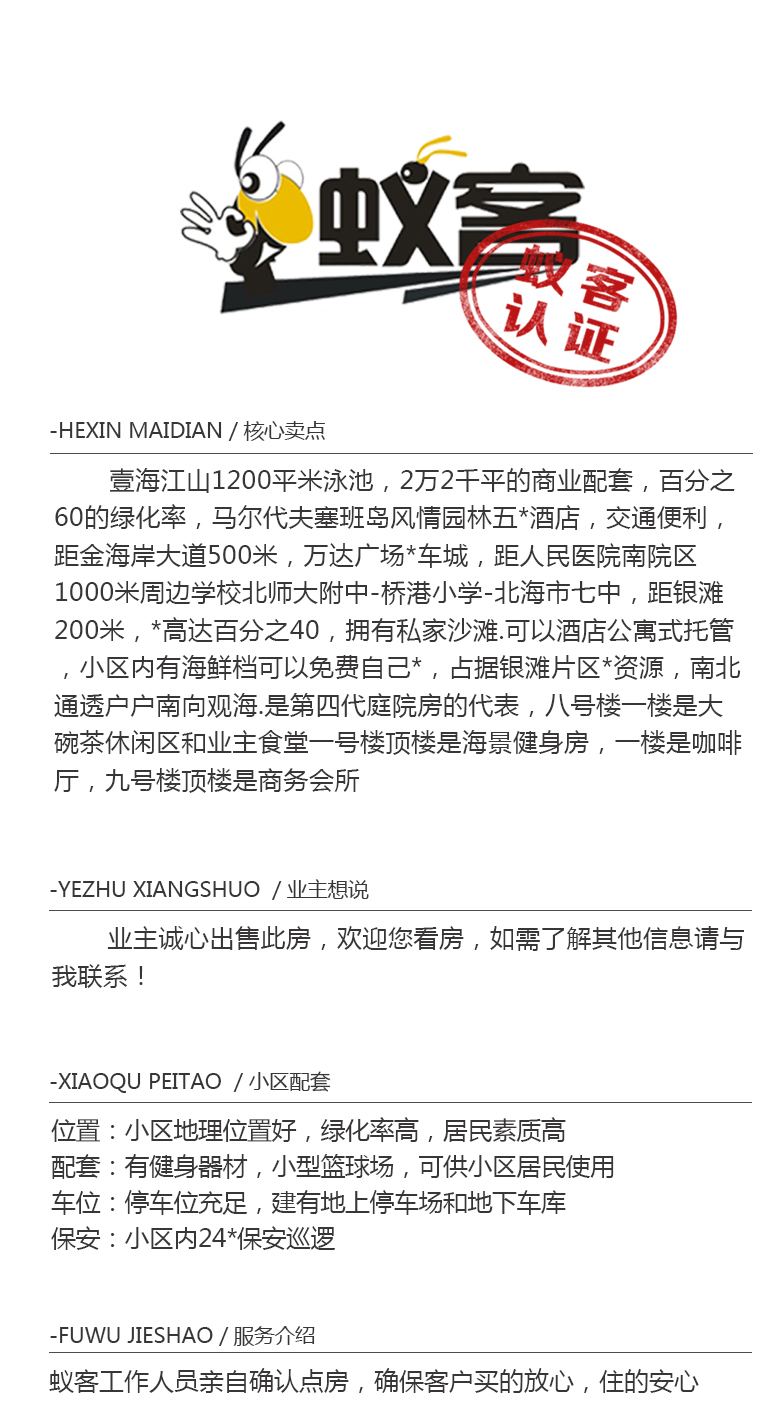 蚁客
蚁客
认证
-HEXIN MAIDIAN / 核心卖点
壹海江山1200平米泳池，2万2千平的商业配套，百分之
60的绿化率，马尔代夫塞班岛风情园林五*酒店，交通便利，
距金海岸大道500米，万达广场*车城，距人民医院南院区
1000米周边学校北师大附中-桥港小学-北海市七中，距银滩
200米，*高达百分之40，拥有私家沙滩.可以酒店公寓式托管
，小区内有海鲜档可以免费自己*，占据银滩片区*资源，南北
通透户户南向观海.是第四代庭院房的代表，八号楼一楼是大
碗茶休闲区和业主食堂一号楼顶楼是海景健身房，一楼是咖啡
厅，九号楼顶楼是商务会所
-YEZHU XIANGSHUO / 业主想说
业主诚心出售此房，欢迎您看房，如需了解其他信息请与
我联系！
-XIAOQU PEITAO / 小区配套
位置：小区地理位置好，绿化率高，居民素质高
配套：有健身器材，小型篮球场，可供小区居民使用
车位：停车位充足，建有地上停车场和地下车库
保安：小区内24*保安巡逻
-FUWU JIESHAO / 服务介绍
蚁客工作人员亲自确认点房，确保客户买的放心，住的安心